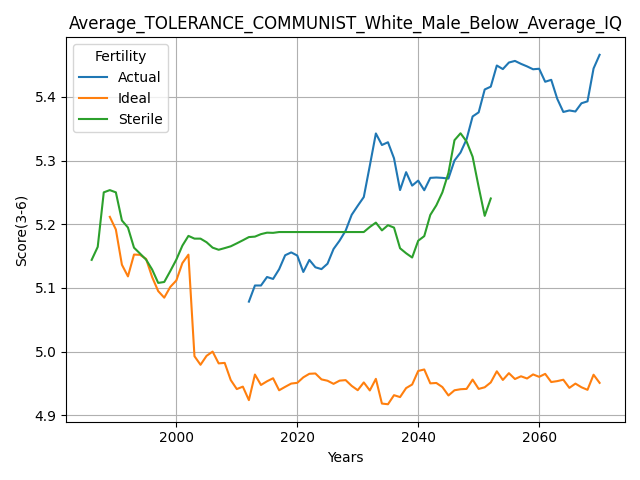 Average_TOLERANCE_COMMUNIST_White_Male_Below_Average_IQ
Fertility
Actual
Ideal
Sterile
Score(3-6)
5.4
5.3
5.2
5.1
5.0
4.9
2000 2020 2040 2060
Years